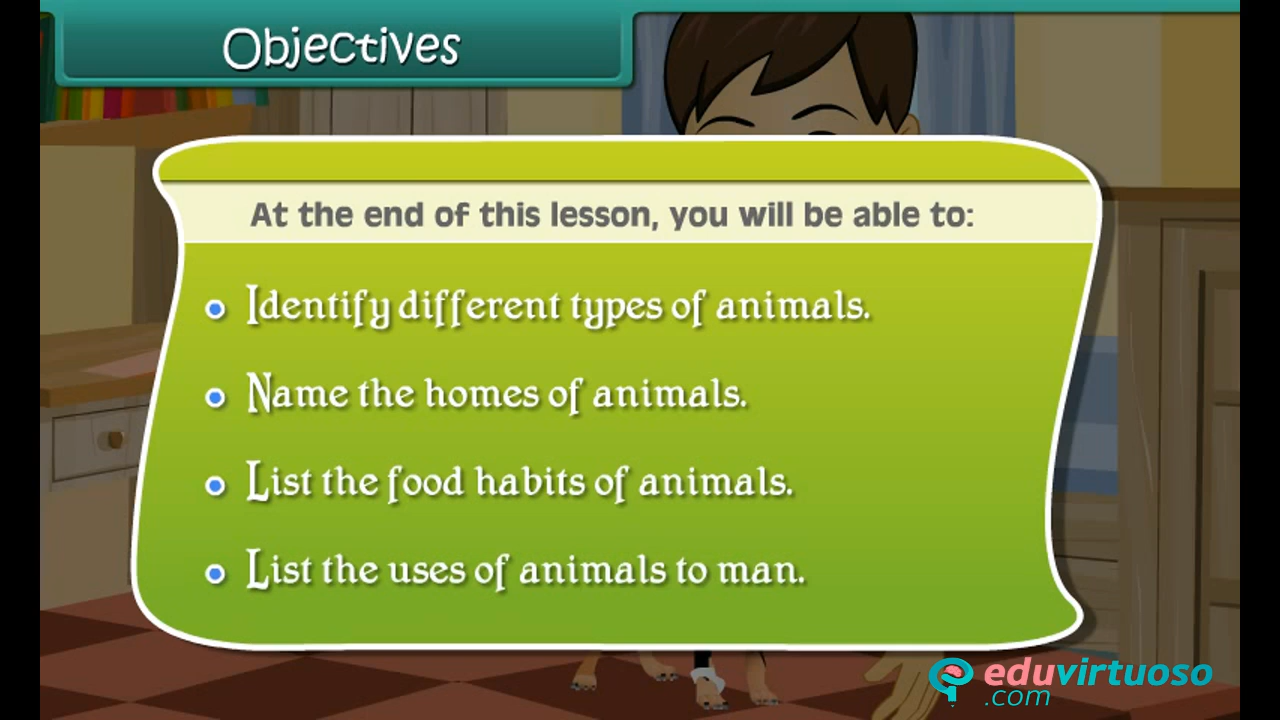 Objectives
At the end of this lesson, you will be able to:
Identify different types of animals.
Name the homes of animals.
List the food habits of animals.
List the uses of animals to man.
eduvirtuoso
.com